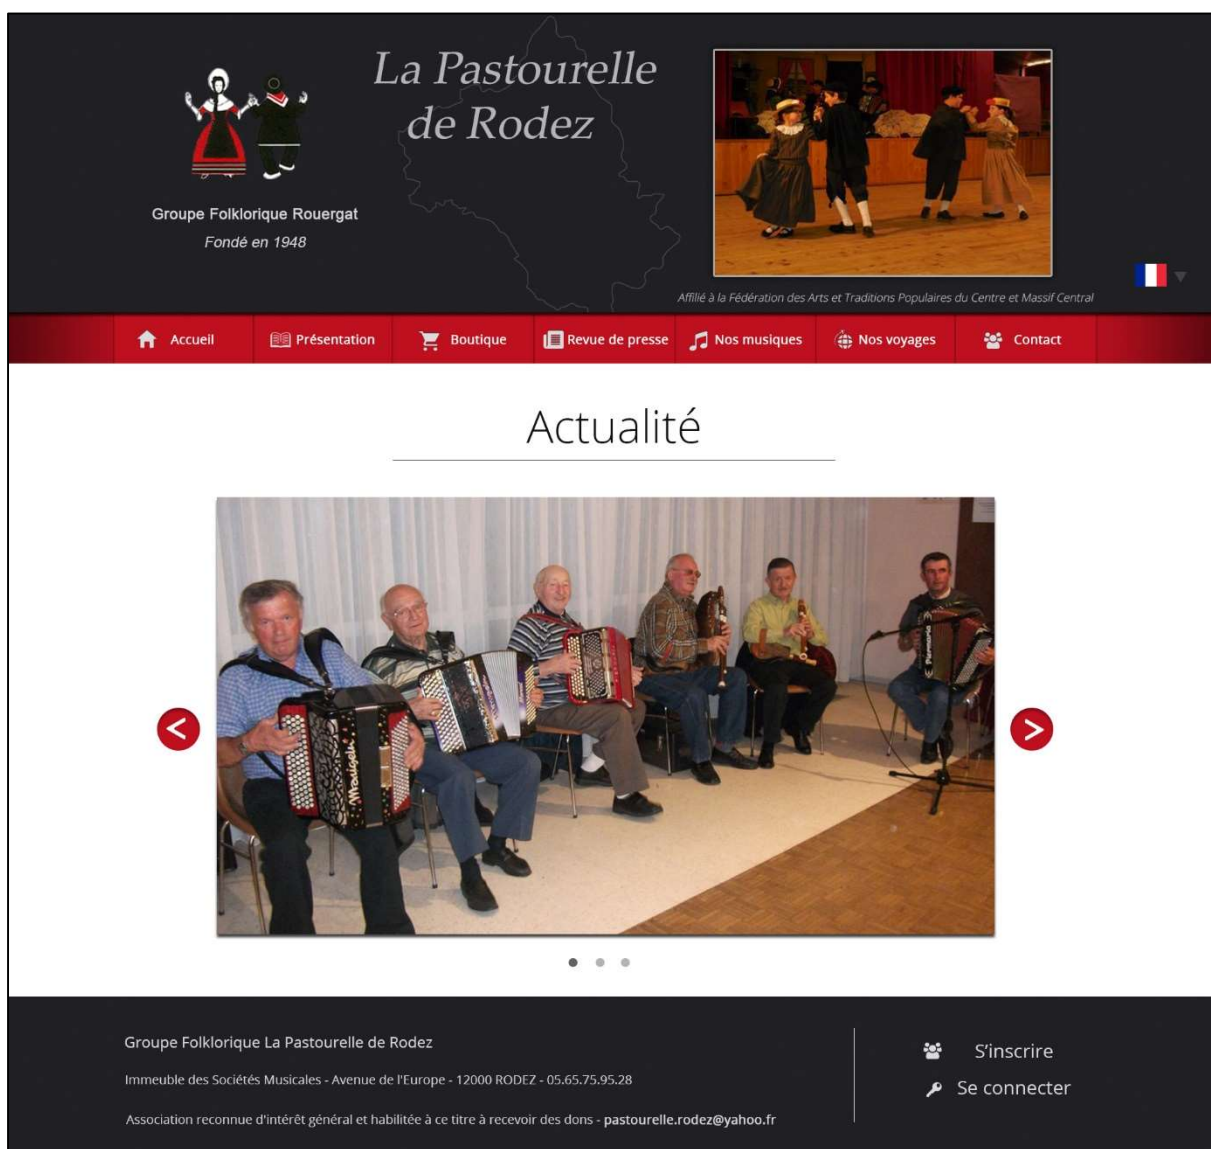 La Pastourelle
de Rodez
Groupe Folklorique Rouergat
Fondé en 1948
Affilié à la Fédération des Arts et Traditions Populaires du Centre et Massif Central
Accueil
Présentation
Boutique
Revue de presse
Nos musiques
Nos voyages
Contact
Actualité
Maugein
<
>
Groupe Folklorique La Pastourelle de Rodez
Immeuble des Sociétés Musicales - Avenue de l'Europe - 12000 RODEZ - 05.65.75.95.28
Association reconnue d'intérêt général et habilitée à ce titre à recevoir des dons - pastourelle.rodez@yahoo.fr
S'inscrire
Se connecter